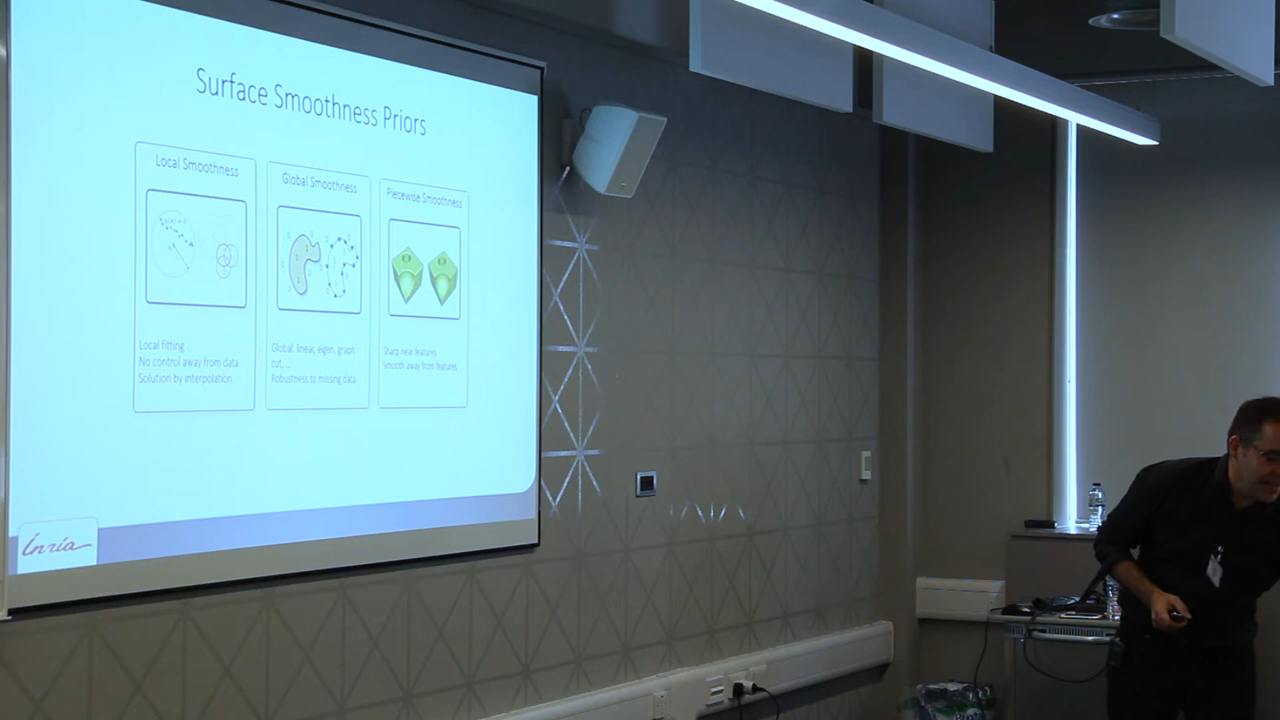 Surface Smoothness Priors
Local Smoothness
Local fitting
No control away from data
Solution by interpolation
Global Smoothness
Global: linear, eigen, graph
cut, ...
Robustness to missing data
Piecewise Smoothness
Sharp near features
Smooth away from features
Inria